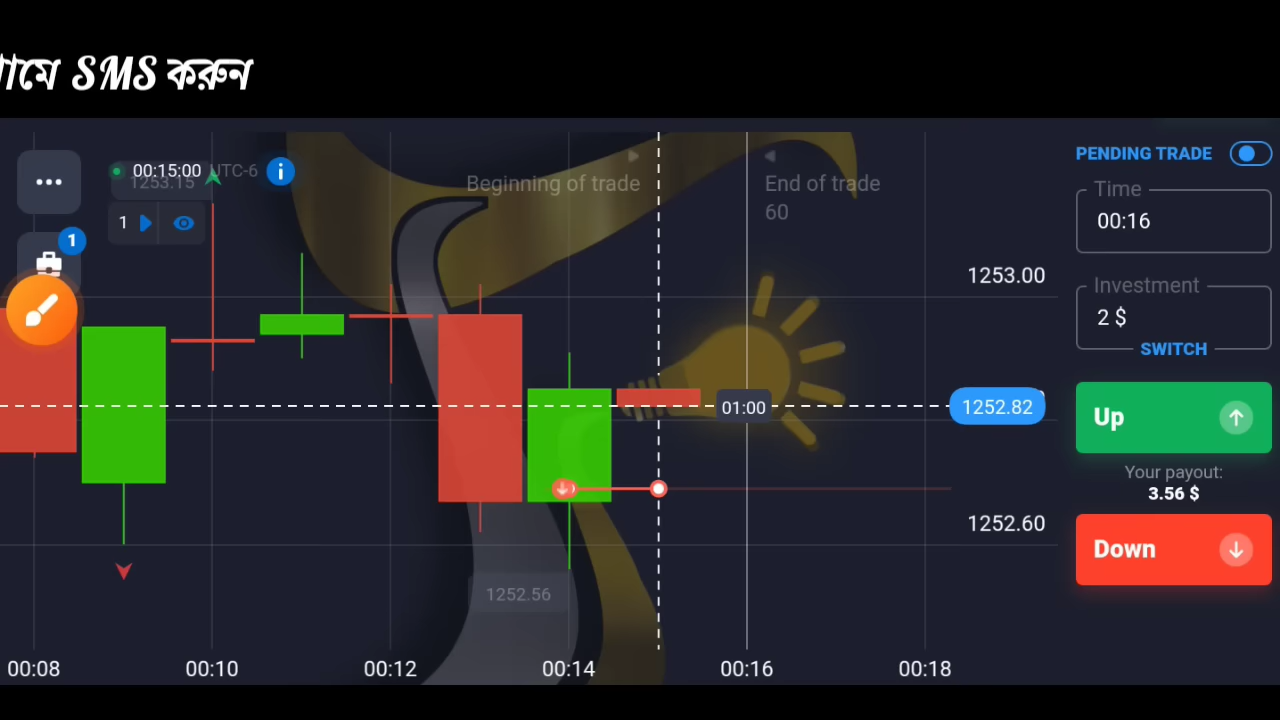 SMS করুন
00:15:00 UTC-6
1253.15
1
1
Beginning of trade
End of trade
60
1253.00
01:00
1252.82
1252.60
1252.56
00:08
00:10
00:12
00:14
00:16
00:18
PENDING TRADE
Time
00:16
Investment
2 $
SWITCH
Up
Your payout:
3.56 $
Down